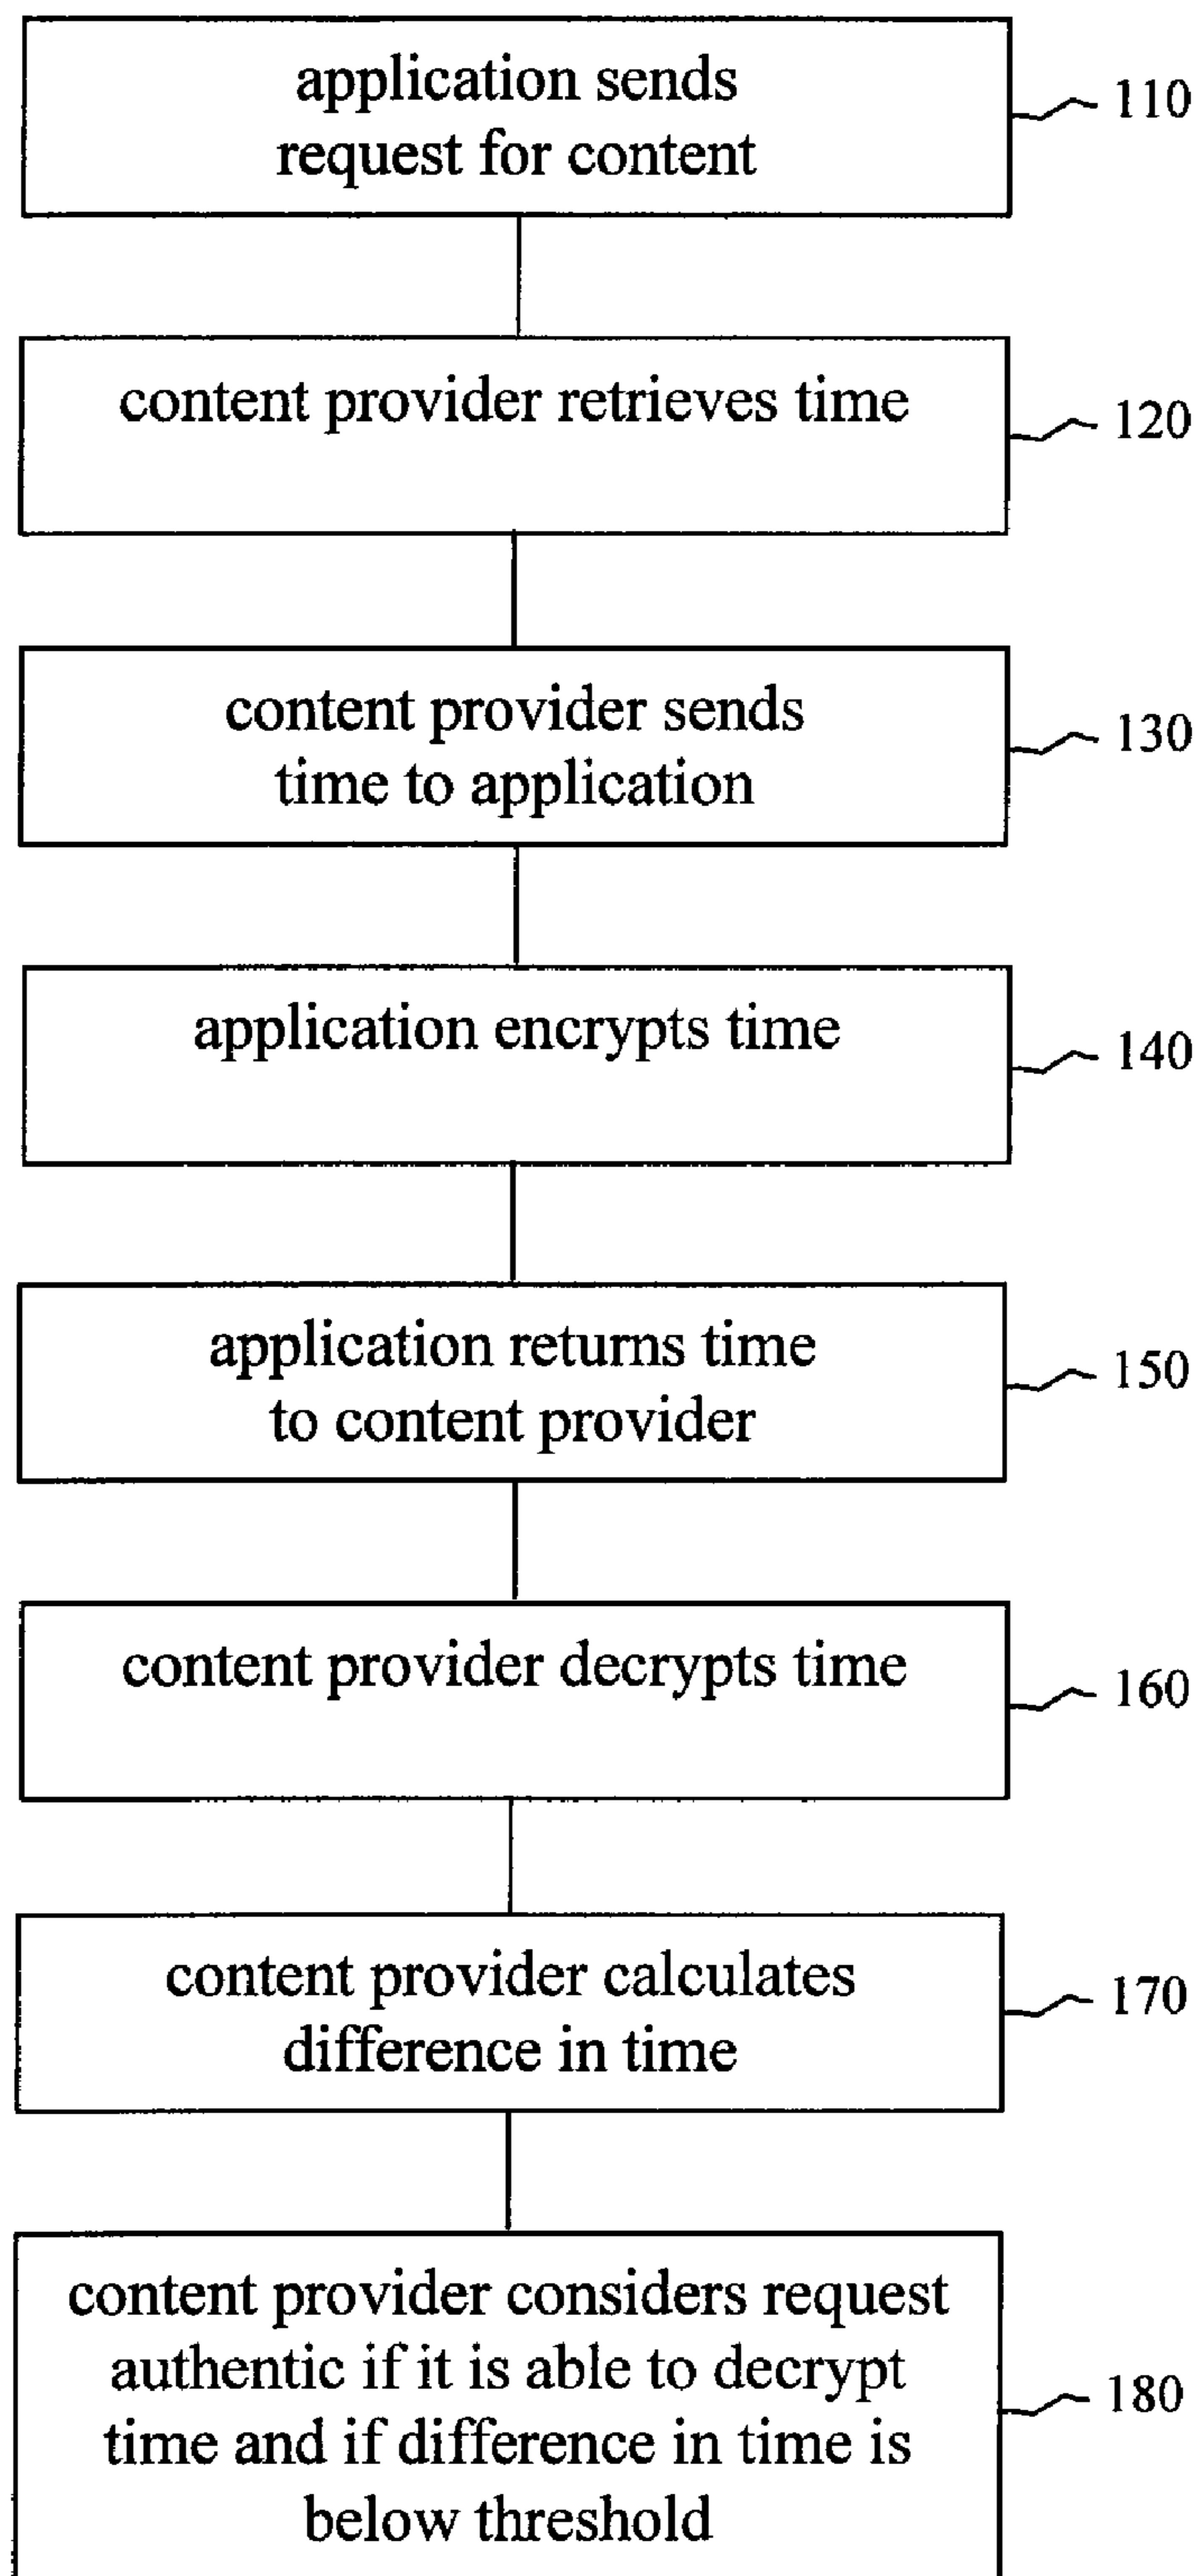 application sends
request for content
110
content provider retrieves time
120
content provider sends
time to application
130
application encrypts time
140
application returns time
to content provider
150
content provider decrypts time
160
content provider calculates
difference in time
170
content provider considers request
authentic if it is able to decrypt
time and if difference in time is
below threshold
180